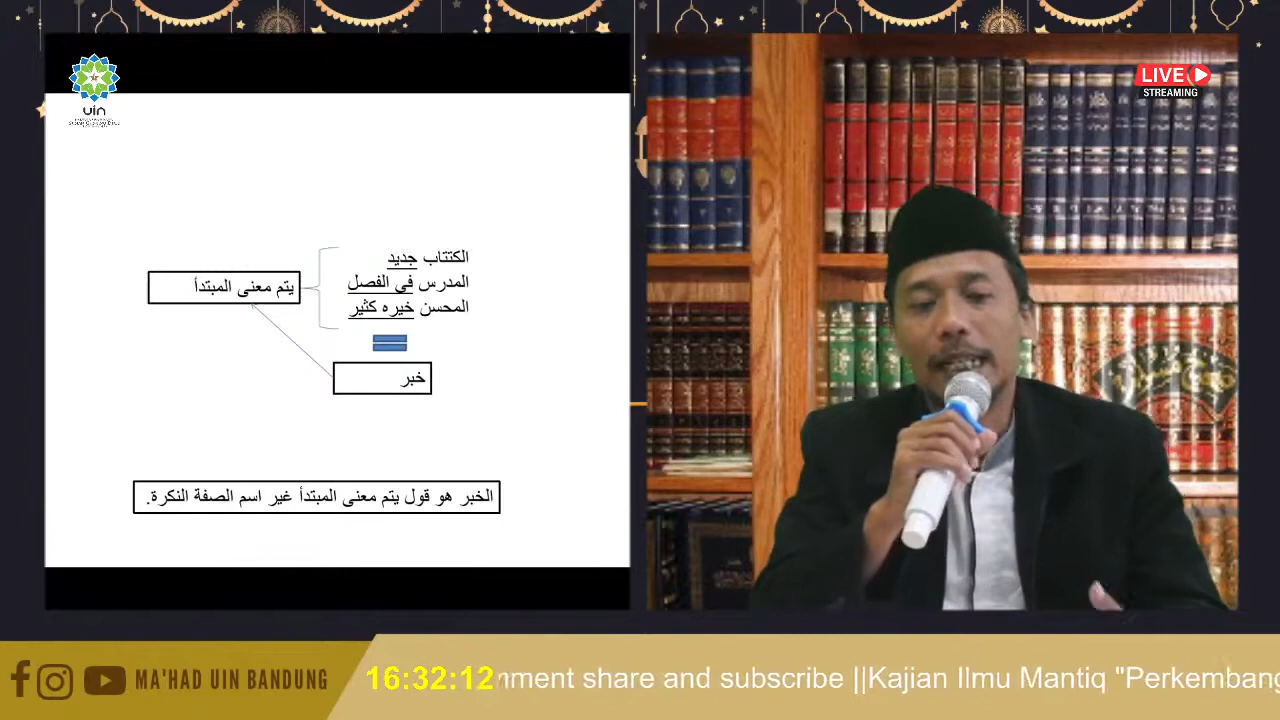 uin
LIVE
STREAMING
الكتتاب جديد
المدرس في الفصل
المحسن خيره كثير
يتم معنى المبتدأ
خبر
الخبر هو قول يتم معنى المبتدأ غير اسم الصفة النكرة.
MA'HAD UIN BANDUNG
16:32:12
nment share and subscribe ||Kajian Ilmu Mantiq "Perkembang